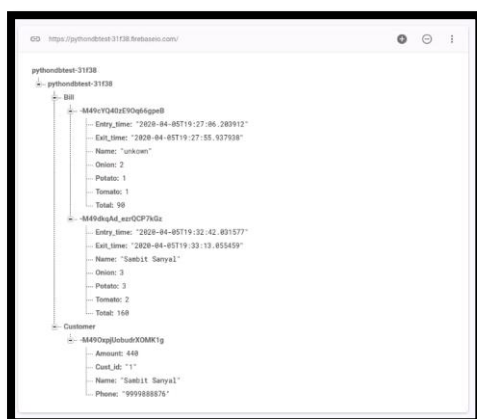 https://pythondbtest-31f38.firebaseio.com/
pythondbtest-31f38
pythondbtest-31f38
Bill
-M49cYQ40zE9Oq66gpeB
Entry_time: "2020-04-05T19:27:06.203912"
Exit_time: "2020-04-05T19:27:55.937938"
Name: "unkown"
Onion: 2
Potato: 1
Tomato: 1
Total: 90
-M49dkqAd_ezrQCP7kGz
Entry_time: "2020-04-05T19:32:42.031577"
Exit_time: "2020-04-05T19:33:13.055459"
Name: "Sambit Sanyal"
Onion: 3
Potato: 3
Tomato: 2
Total: 160
Customer
-M49OxpjUobudrXOMK1g
Amount: 440
Cust_id: "1"
Name: "Sambit Sanyal"
Phone: "9999888876"